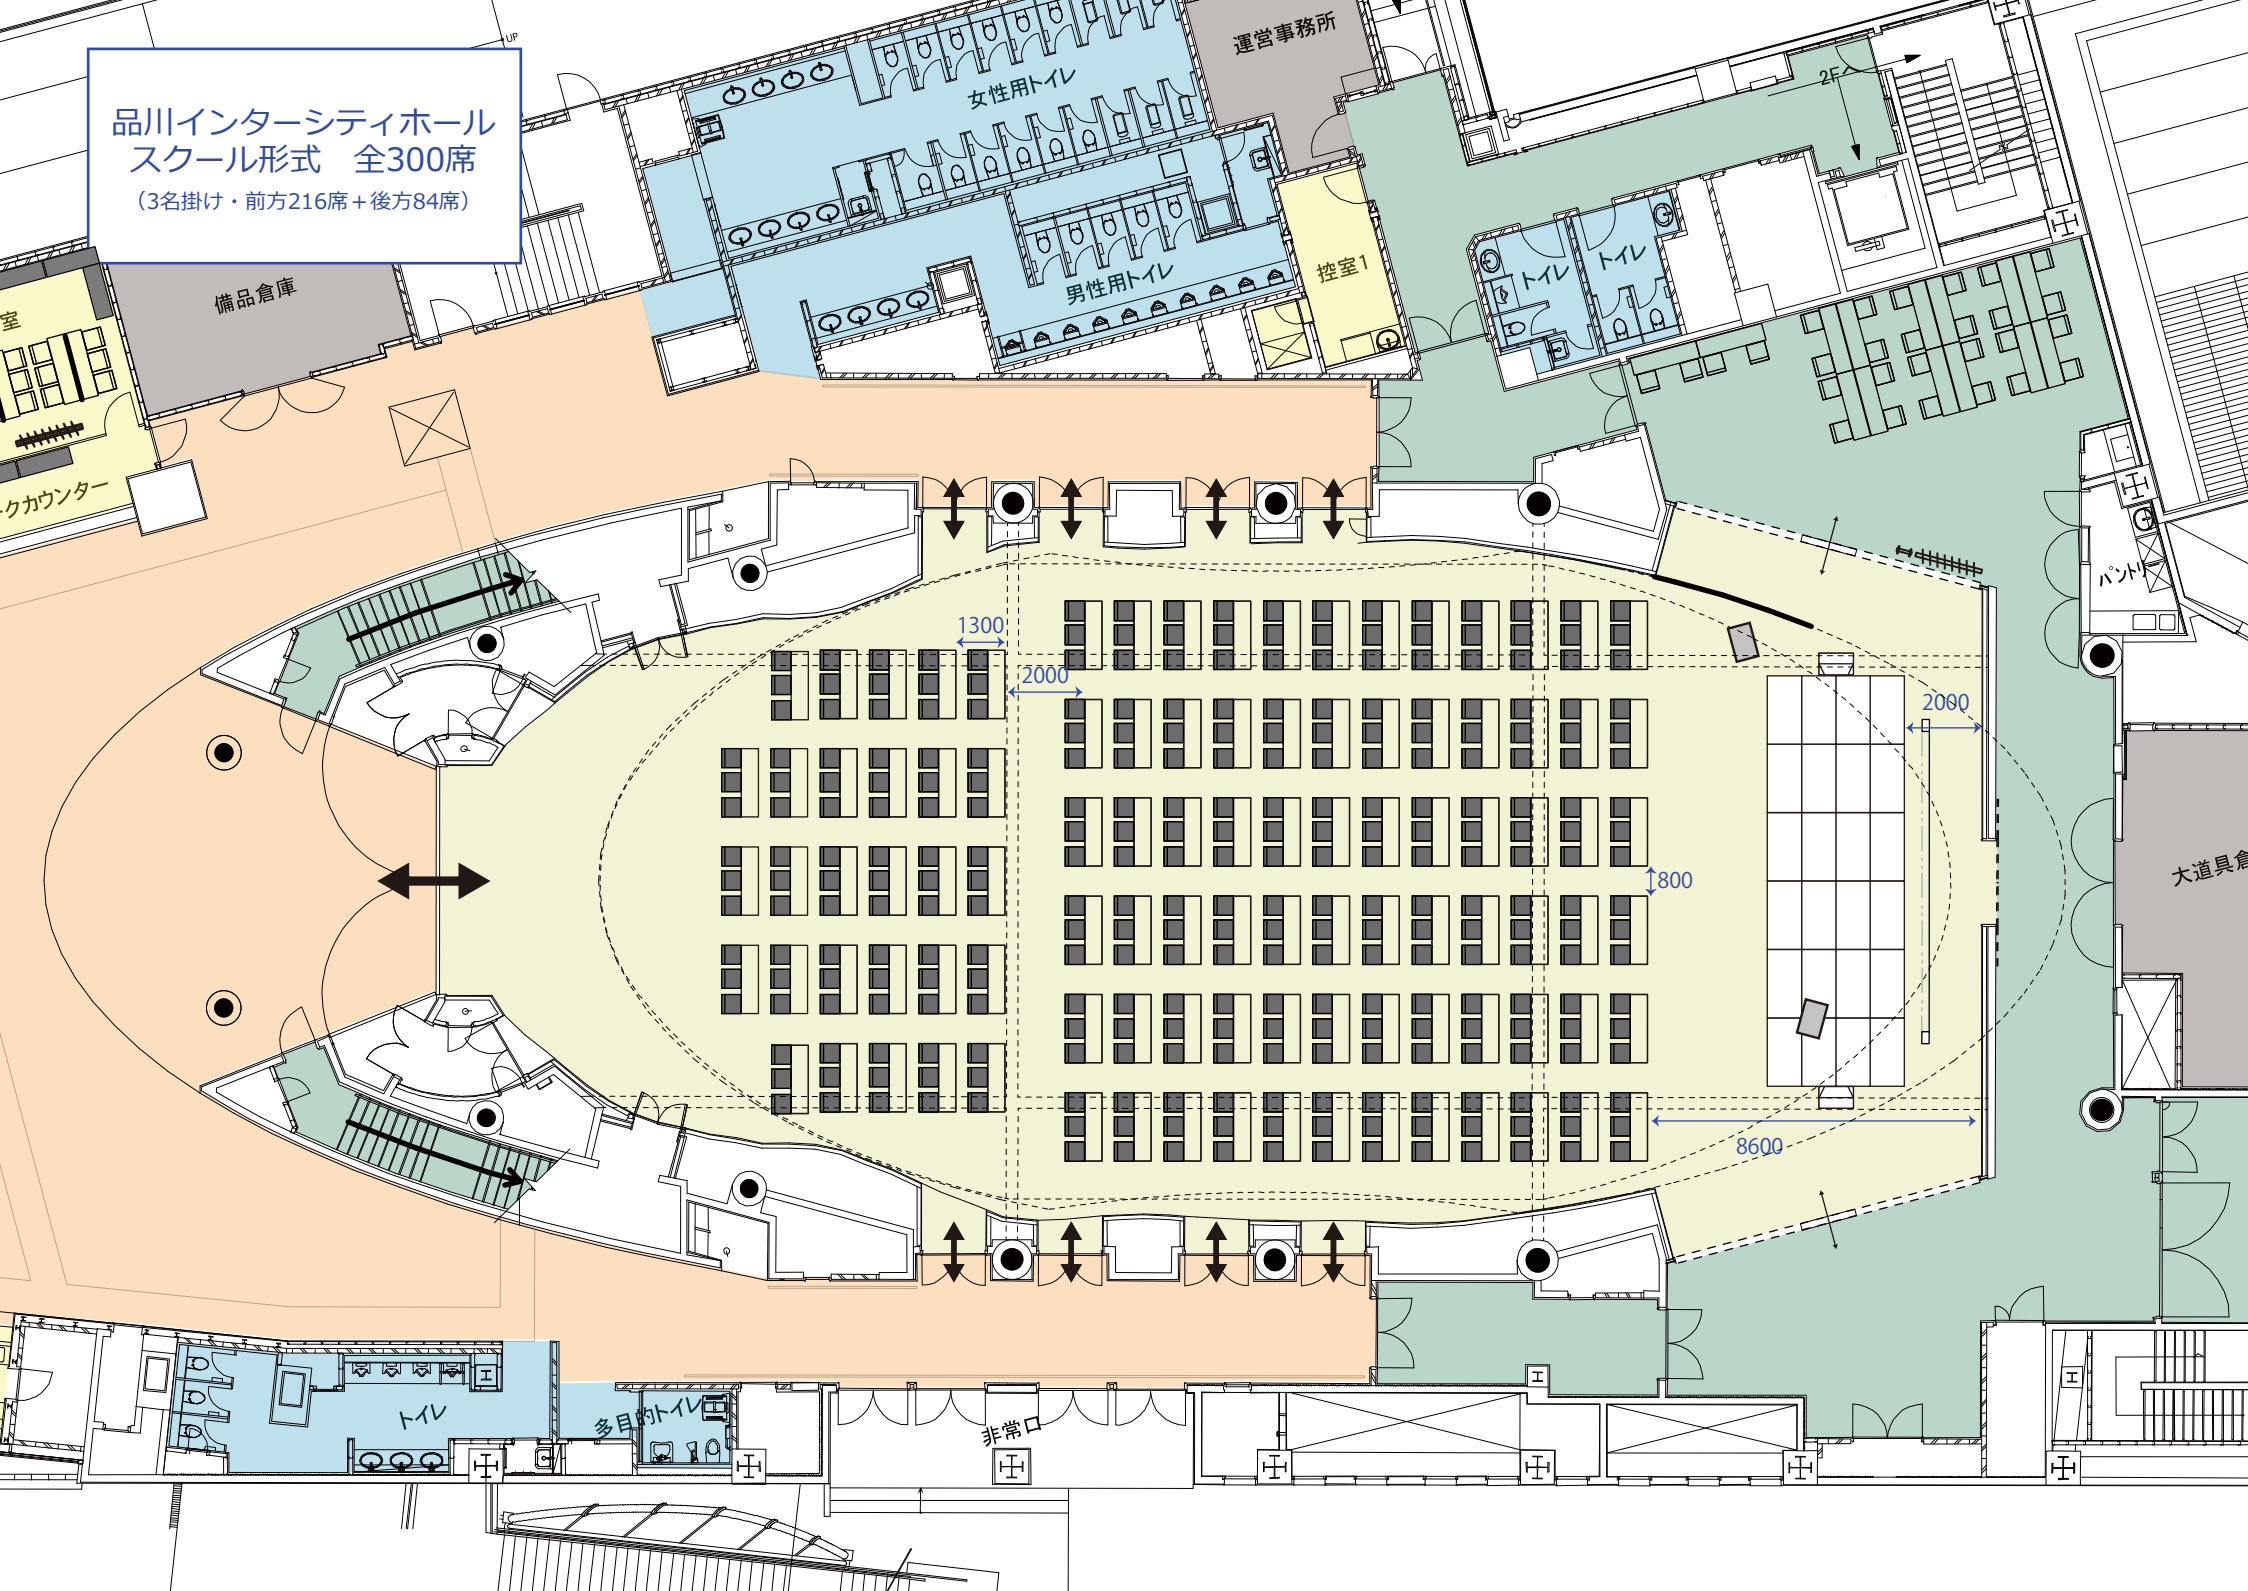 品川インターシティホール
スクール形式　全300席
（3名掛け・前方216席＋後方84席）
UP
運営事務所
女性用トイレ
2F
備品倉庫
男性用トイレ
控室1
トイレ
トイレ
室
クカウンター
パントリー
1300
2000
2000
800
大道具倉
8600
トイレ
多目的トイレ
非常口